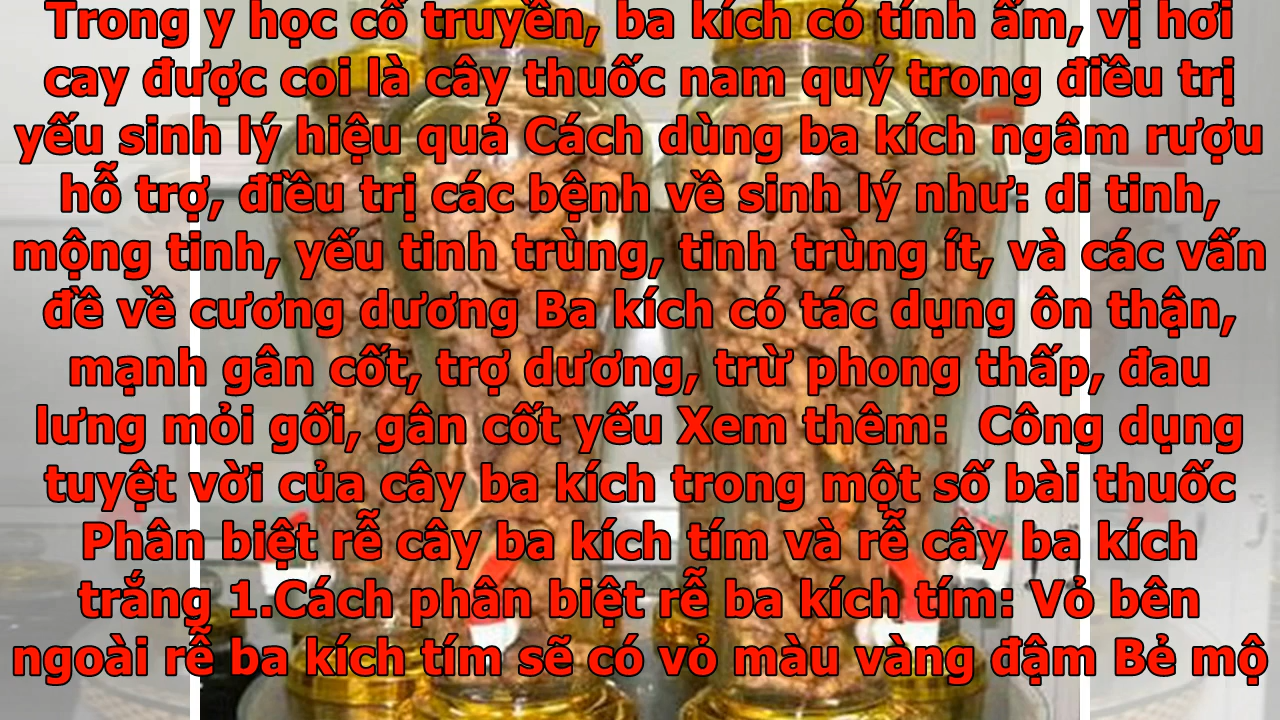 Trong y học cổ truyền, ba kích có tính ấm, vị hơi
cay được coi là cây thuốc nam quý trong điều trị
yếu sinh lý hiệu quả Cách dùng ba kích ngâm rượu
hỗ trợ, điều trị các bệnh về sinh lý như: di tinh,
mộng tinh, yếu tinh trùng, tinh trùng ít, và các vấn
đề về cương dương Ba kích có tác dụng ôn thận,
mạnh gân cốt, trợ dương, trừ phong thấp, đau
lưng mỏi gối, gân cốt yếu Xem thêm:  Công dụng
tuyệt vời của cây ba kích trong một số bài thuốc
Phân biệt rễ cây ba kích tím và rễ cây ba kích
trắng 1.Cách phân biệt rễ ba kích tím: Vỏ bên
ngoài rễ ba kích tím sẽ có vỏ màu vàng đậm Bẻ mộ